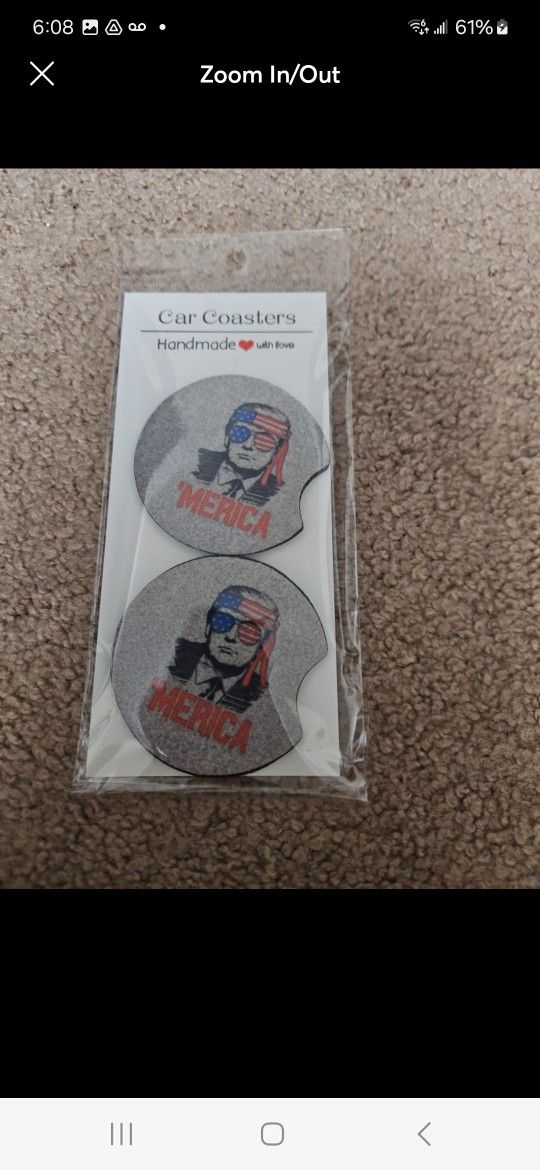 6:08
61%
Zoom In/Out
Car Coasters
Handmade with love
'MERICA
'MERICA